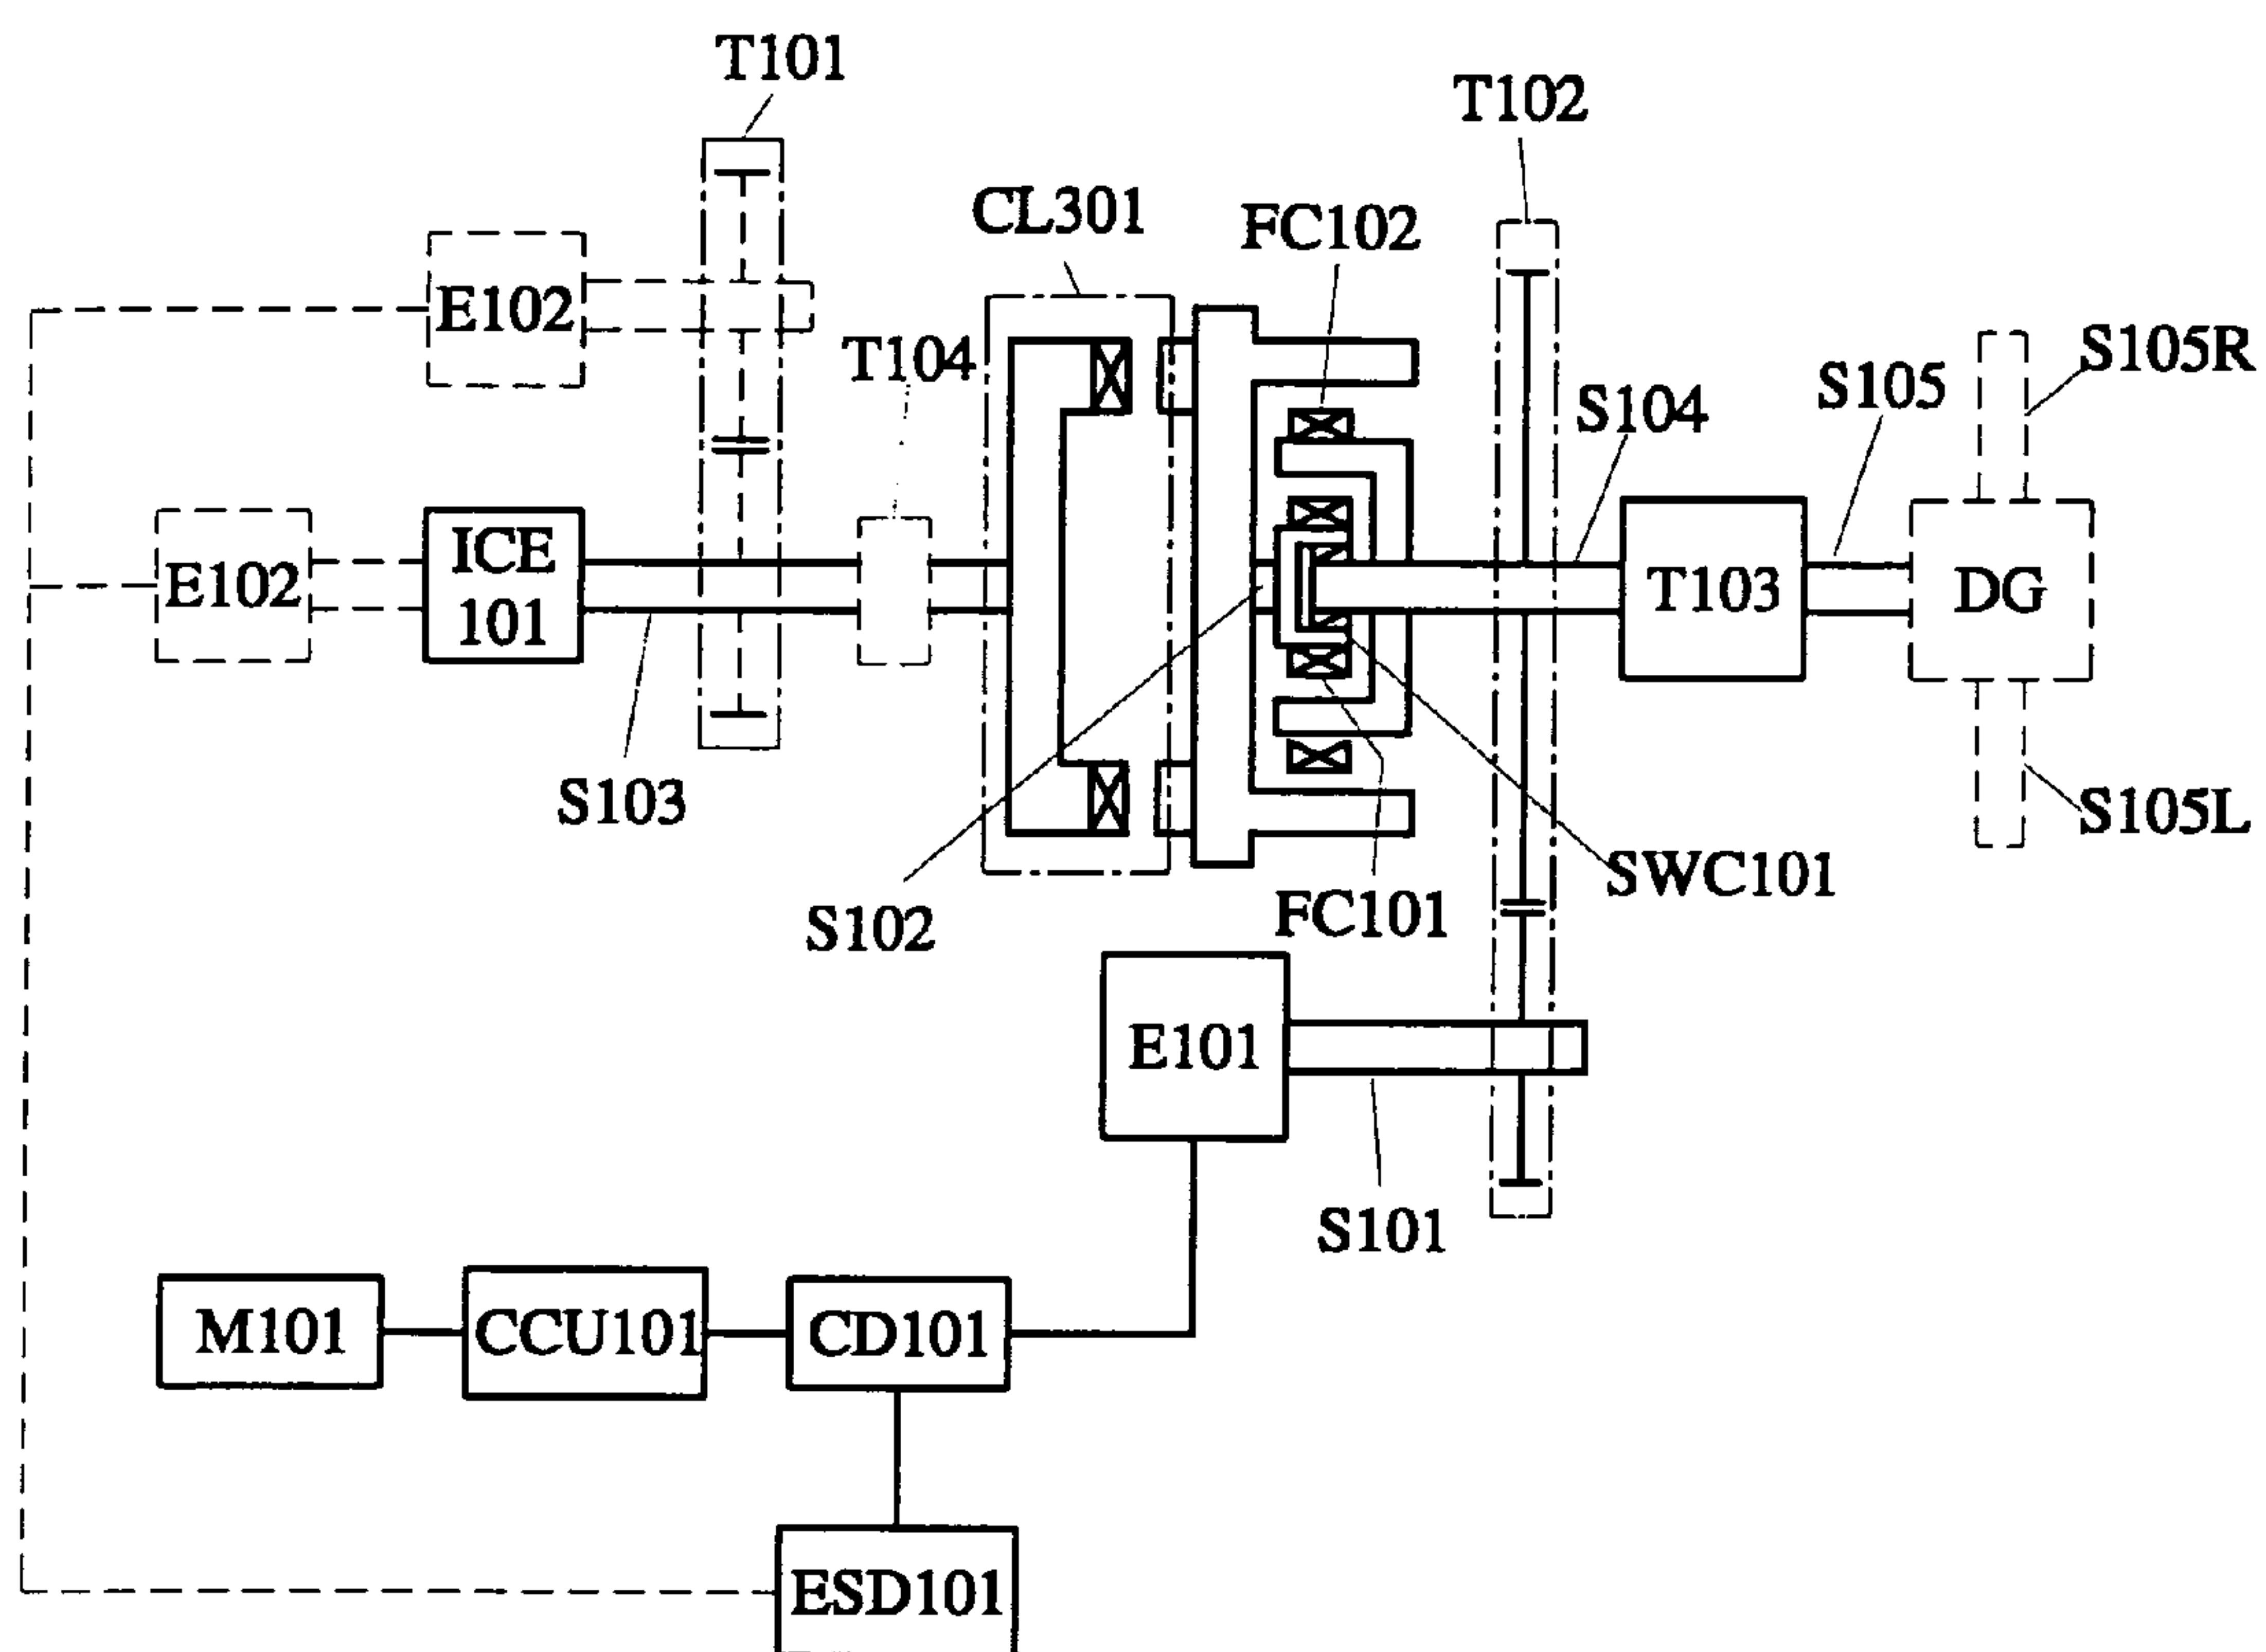 T101
T102
CL301
FC102
E102
T104
S105R
S105
S104
ICE
101
E102
T103
DG
S103
S105L
SWC101
FC101
S102
E101
S101
M101
CCU101
CD101
ESD101